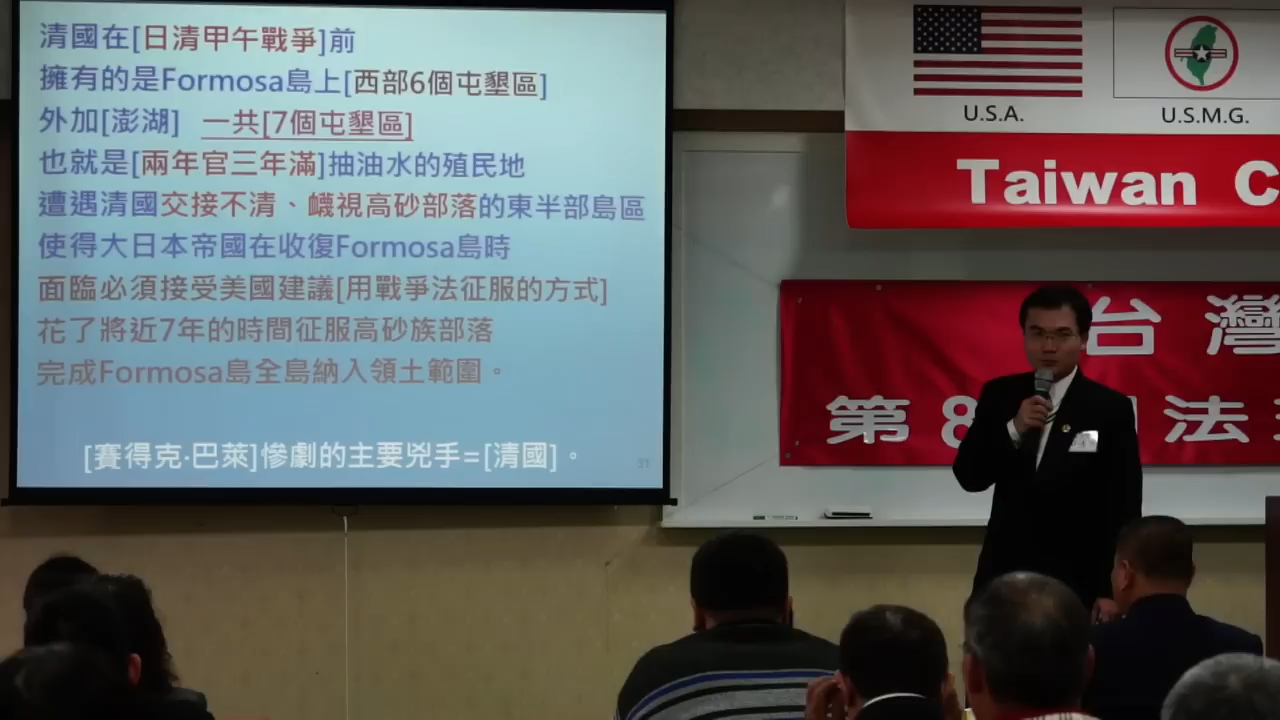 清國在[日清甲午戰爭]前
擁有的是Formosa島上[西部6個屯墾區]
外加[澎湖] 一共[7個屯墾區]
也就是[兩年官三年滿]抽油水的殖民地
遭遇清國交接不清、衊視高砂部落的東半部島區
使得大日本帝國在收復Formosa島時
面臨必須接受美國建議[用戰爭法征服的方式]
花了將近7年的時間征服高砂族部落
完成Formosa島全島納入領土範圍。
[賽得克·巴萊]慘劇的主要兇手=[清國]。
U.S.A.
U.S.M.G.
Taiwan C
台灣
第8
法